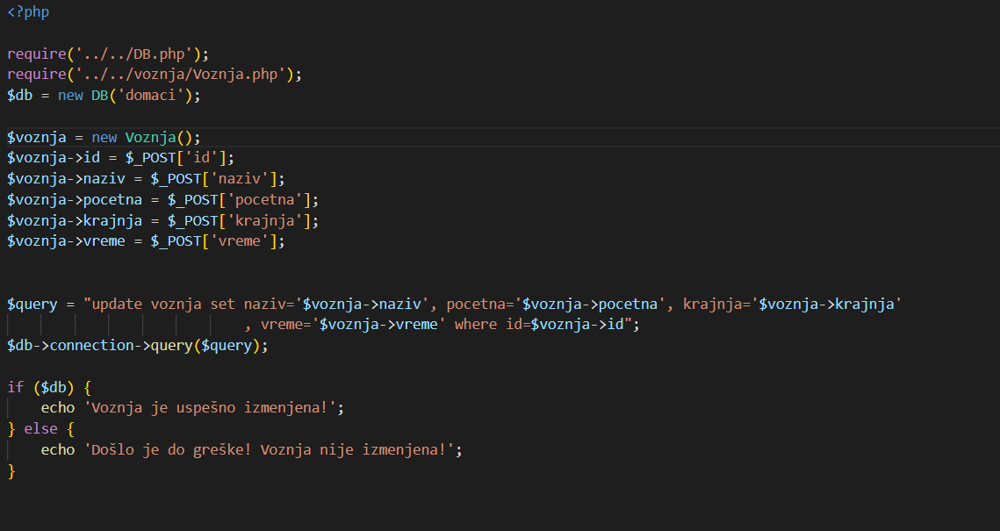 <?php
require('../../DB.php');
require('../../voznja/Voznja.php');
$db = new DB('domaci');
$voznja = new Voznja();
$voznja->id = $_POST['id'];
$voznja->naziv = $_POST['naziv'];
$voznja->pocetna = $_POST['pocetna'];
$voznja->krajnja = $_POST['krajnja'];
$voznja->vreme = $_POST['vreme'];
$query = "update voznja set naziv='$voznja->naziv', pocetna='$voznja->pocetna', krajnja='$voznja->krajnja'
, vreme='$voznja->vreme' where id=$voznja->id";
$db->connection->query($query);
if ($db) {
echo 'Voznja je uspešno izmenjena!';
} else {
echo 'Došlo je do greške! Voznja nije izmenjena!';
}